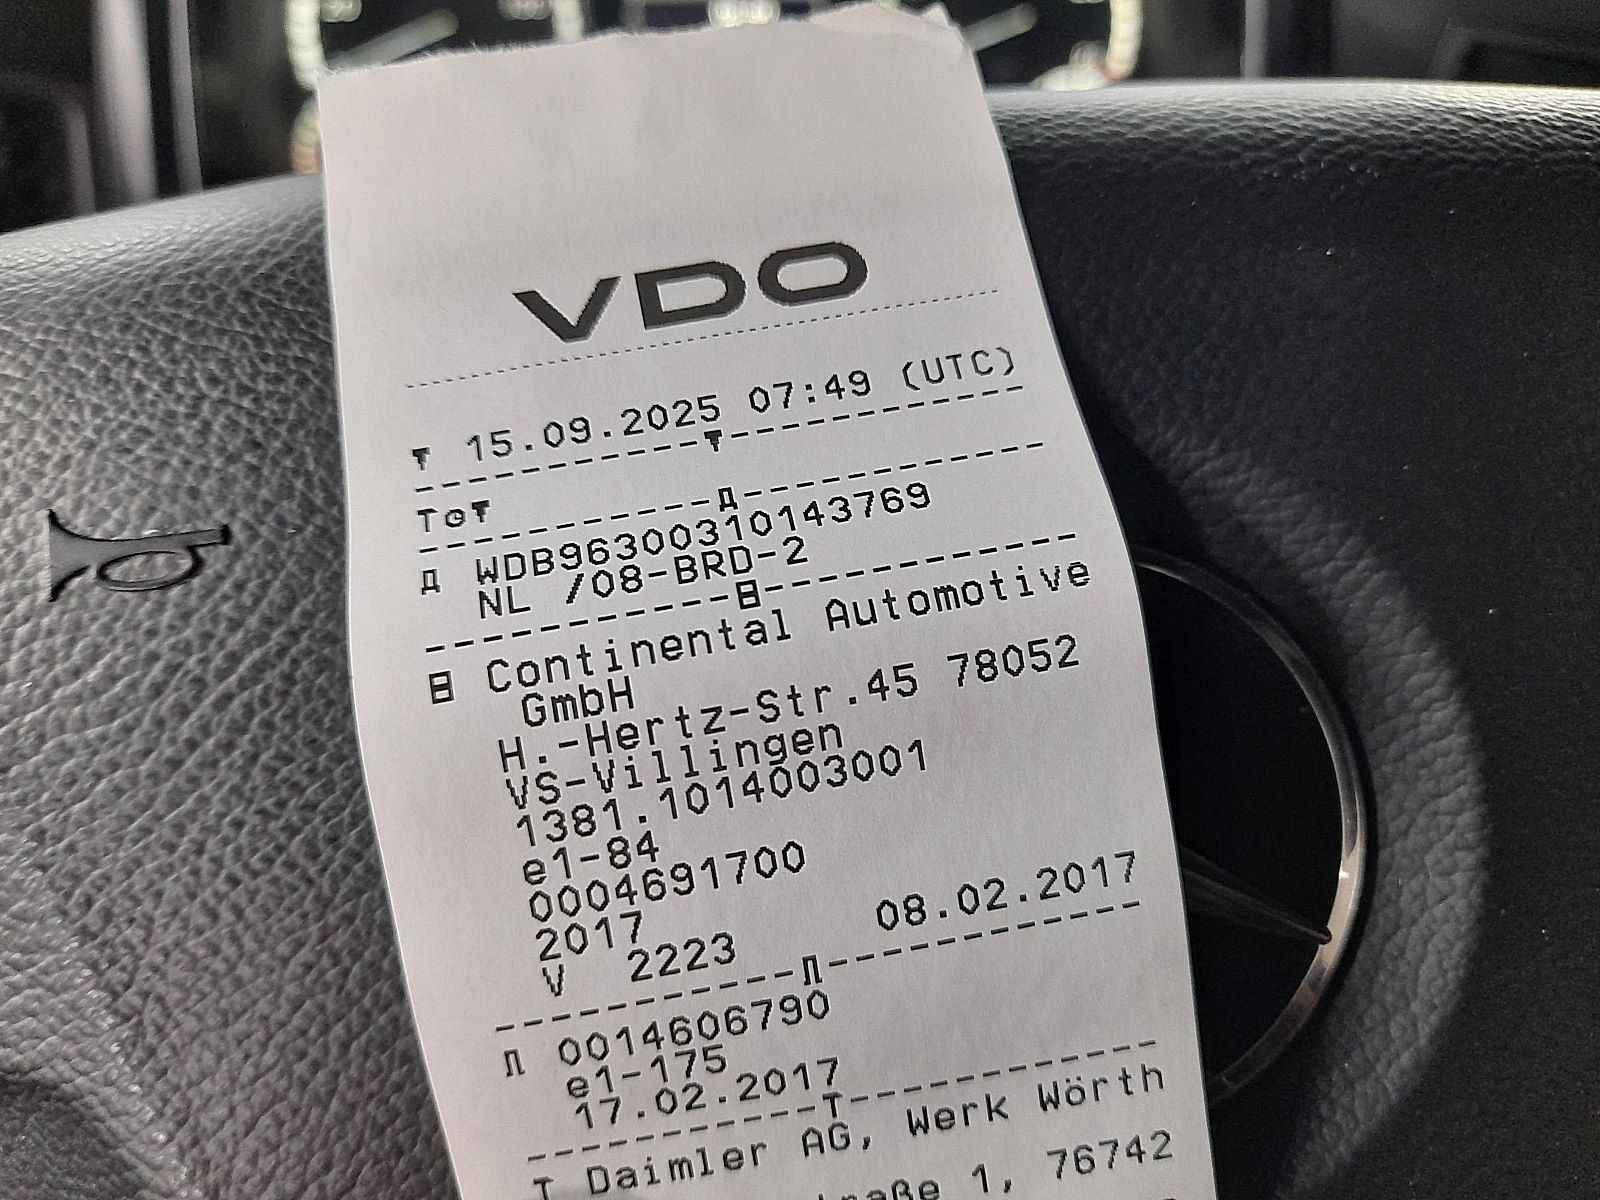 VDO
15.09.2025 07:49 (UTC)
WDB96300310143769
NL /08-BRD-2
Continental Automotive
GmbH
H.-Hertz-Str.45 78052
VS-Villingen
1381.1014003001
e1-84
0004691700
2017
V 2223 08.02.2017
0014606790
e1-175
17.02.2017
T
T Daimler AG, Werk Wörth
1, 76742